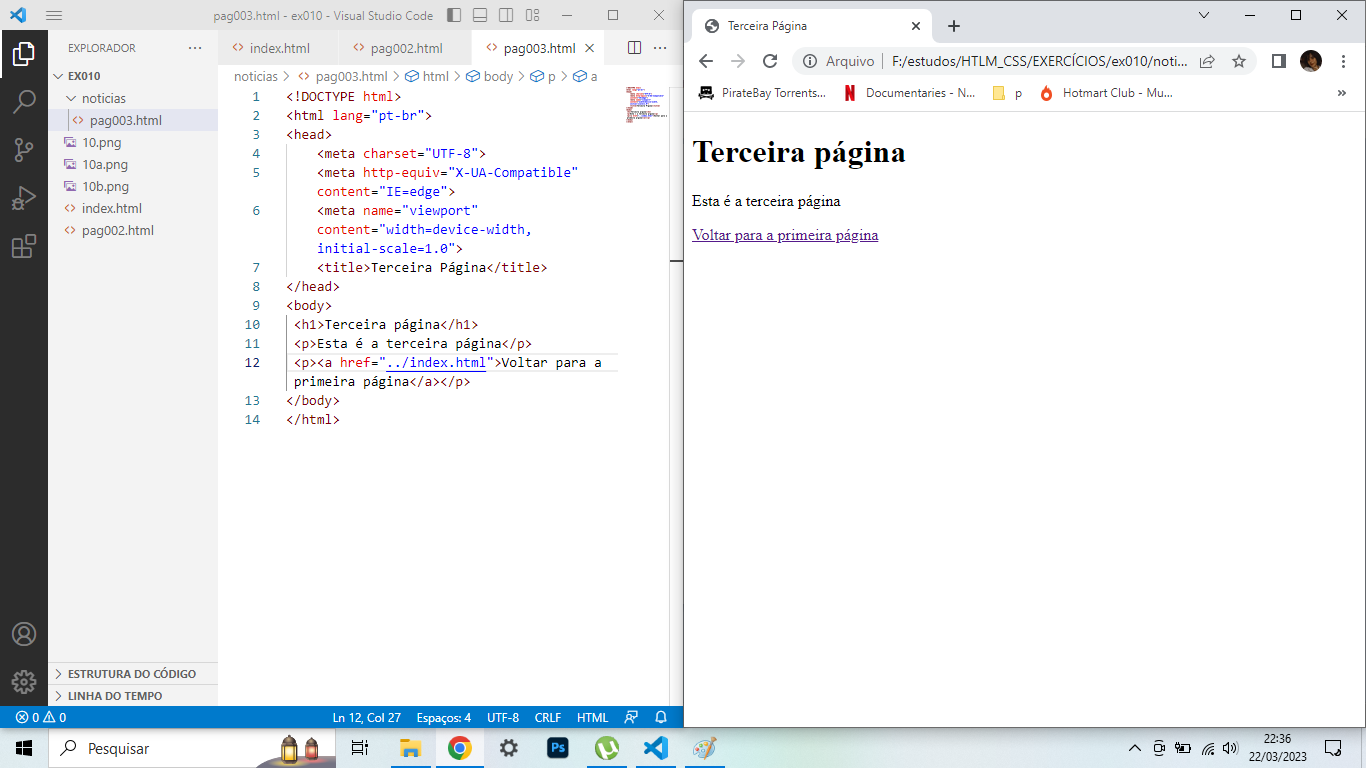 pag003.html - ex010 - Visual Studio Code
EXPLORADOR
EX010
noticias
pag003.html
10.png
10a.png
10b.png
index.html
pag002.html
ESTRUTURA DO CÓDIGO
LINHA DO TEMPO
index.html
pag002.html
pag003.html
noticias > pag003.html > html > body > p > a
1 <!DOCTYPE html>
2 <html lang="pt-br">
3 <head>
4 <meta charset="UTF-8">
5 <meta http-equiv="X-UA-Compatible"
content="IE=edge">
6 <meta name="viewport"
content="width=device-width,
initial-scale=1.0">
7 <title>Terceira Página</title>
8 </head>
9 <body>
10 <h1>Terceira página</h1>
11 <p>Esta é a terceira página</p>
12 <p><a href="../index.html">Voltar para a
primeira página</a></p>
13 </body>
14 </html>
0 0
Ln 12, Col 27 Espaços: 4 UTF-8 CRLF HTML
Terceira Página
Arquivo F:/estudos/HTLM_CSS/EXERCÍCIOS/ex010/noti...
PirateBay Torrents... Documentaries - N... p Hotmart Club - Mu... »
Terceira página
Esta é a terceira página
Voltar para a primeira página
Pesquisar
Ps
22:36
22/03/2023